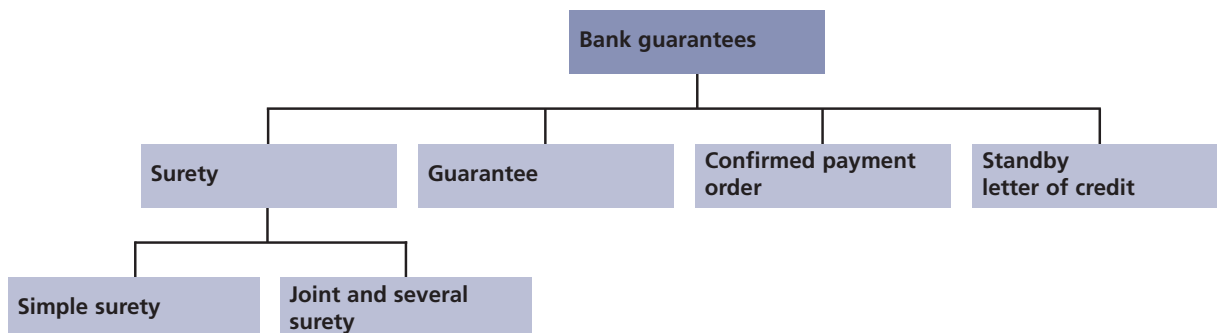 Bank guarantees
Surety
Guarantee
Confirmed payment
order
Standby
letter of credit
Simple surety
Joint and several
surety